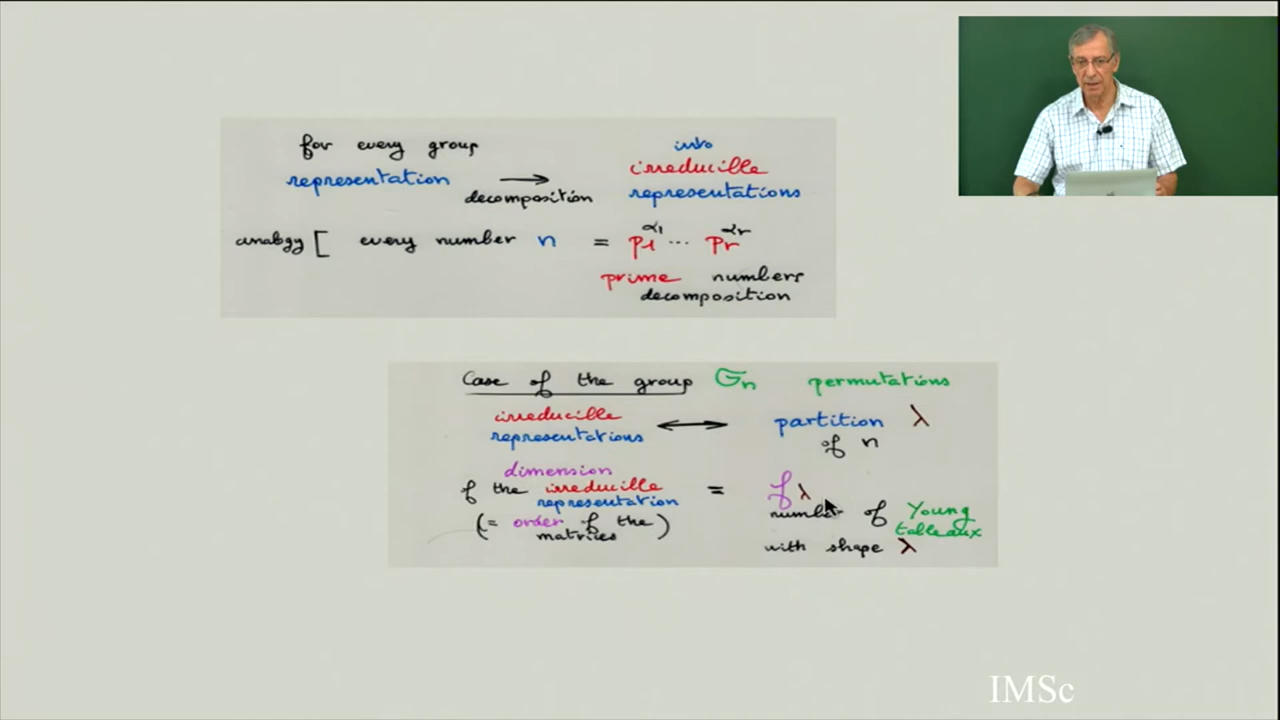 for every group
representation
decomposition
into
irreducible
representations
analogy [ every number n = p₁^α₁ ... pᵣ^αᵣ
prime numbers
decomposition
Case of the group 𝔖n permutations
irreducible
representations
partition λ
of n
dimension
of the irreducible
representation
(= order of the
matrices)
= fλ
number of Young
tableaux
with shape λ
IMSc